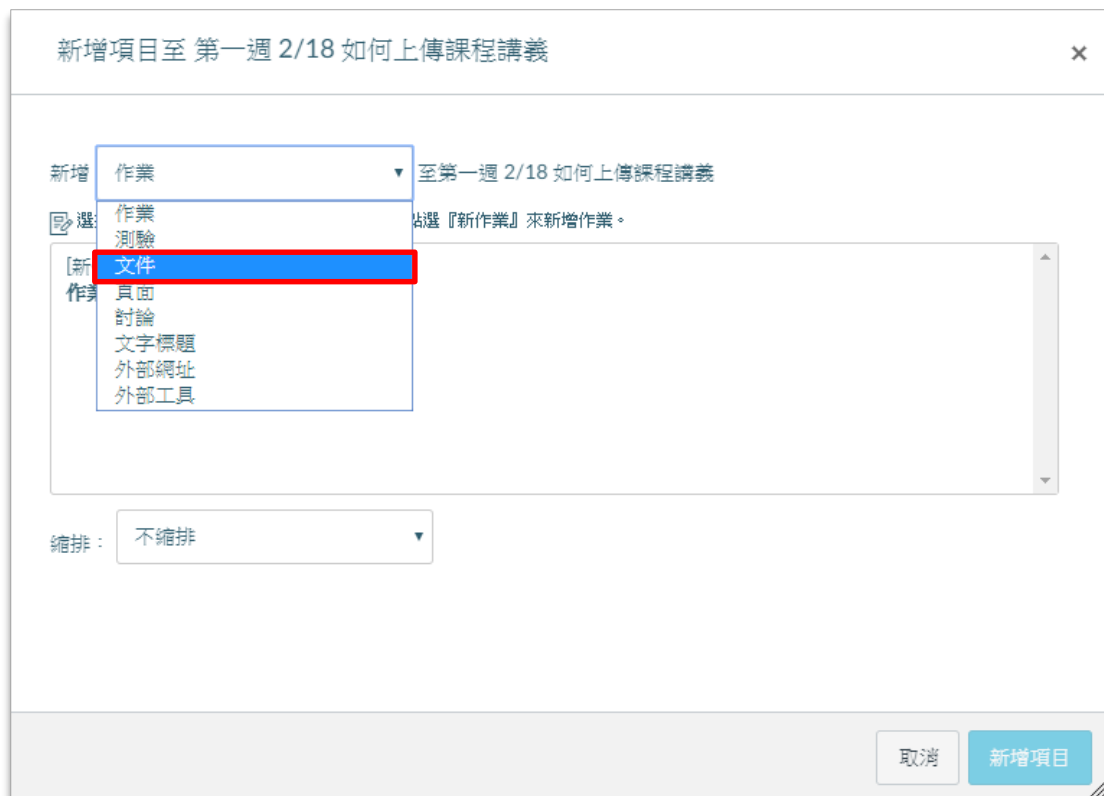 新增項目至 第一週 2/18 如何上傳課程講義
×
新增 作業 至第一週 2/18 如何上傳課程講義
作業
測驗
文件
頁面
討論
文字標題
外部網址
外部工具
選 點選『新作業』來新增作業。
[新
作業
縮排： 不縮排
取消 新增項目